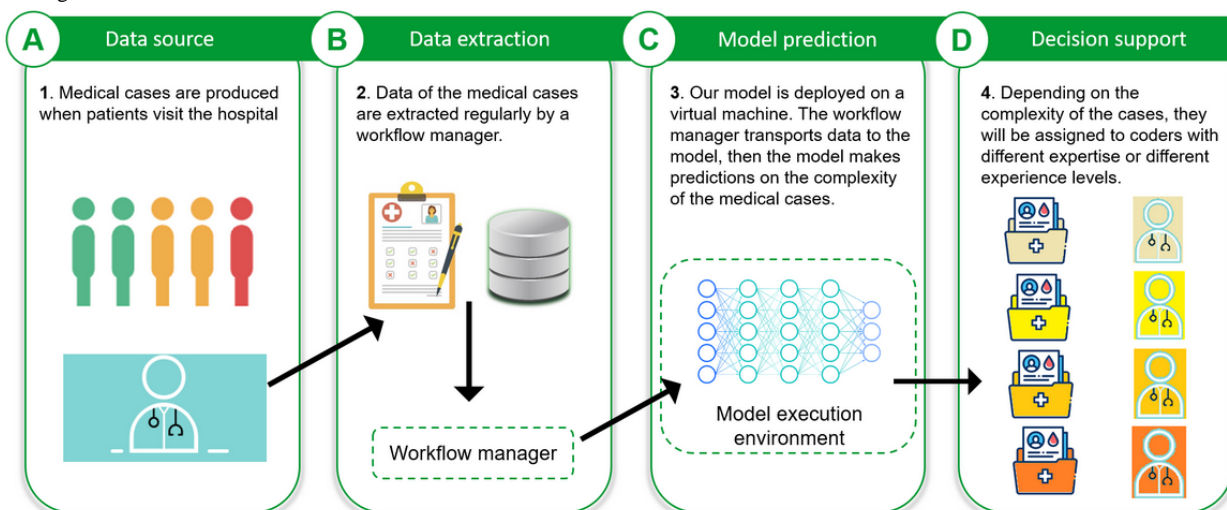 A Data source
B Data extraction
C Model prediction
D Decision support
1. Medical cases are produced
when patients visit the hospital
2. Data of the medical cases
are extracted regularly by a
workflow manager.
Workflow manager
3. Our model is deployed on a
virtual machine. The workflow
manager transports data to the
model, then the model makes
predictions on the complexity
of the medical cases.
Model execution
environment
4. Depending on the
complexity of the cases, they
will be assigned to coders with
different expertise or different
experience levels.